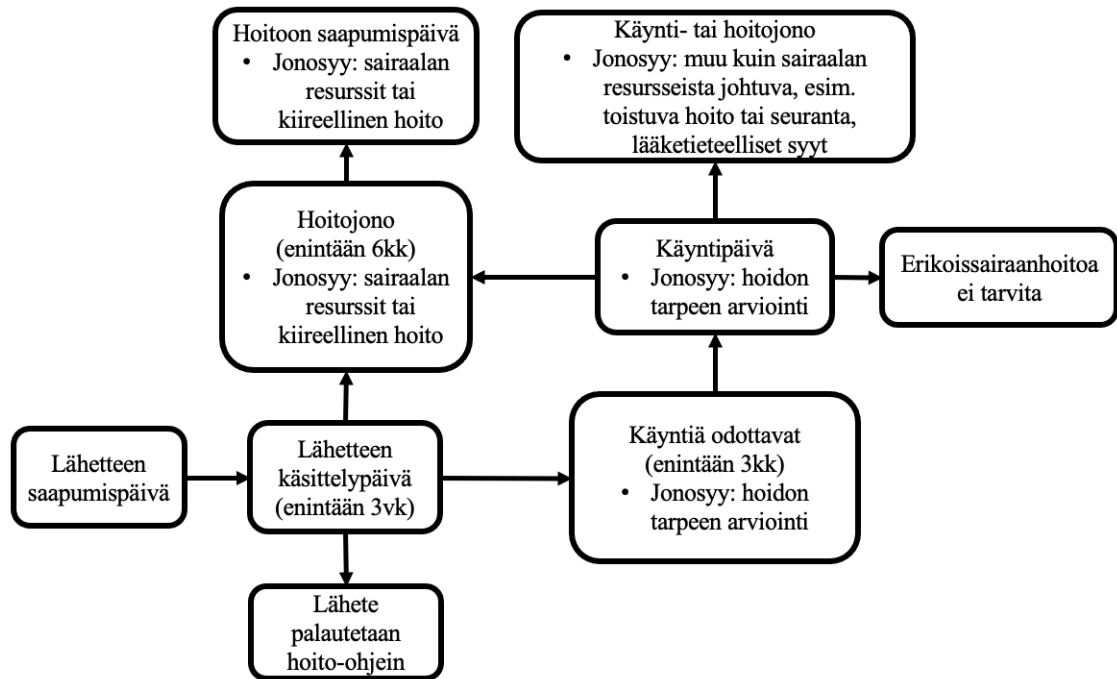 Hoitoon saapumispäivä
• Jonosyy: sairaalan
resurssit tai
kiireellinen hoito
Käynti- tai hoitojono
• Jonosyy: muu kuin sairaalan
resursseista johtuva, esim.
toistuva hoito tai seuranta,
lääketieteelliset syyt
Hoitojono
(enintään 6kk)
• Jonosyy: sairaalan
resurssit tai
kiireellinen hoito
Käyntipäivä
• Jonosyy: hoidon
tarpeen arviointi
Erikoissairaanhoitoa
ei tarvita
Lähetteen
saapumispäivä
Lähetteen
käsittelypäivä
(enintään 3vk)
Käyntiä odottavat
(enintään 3kk)
• Jonosyy: hoidon
tarpeen arviointi
Lähete
palautetaan
hoito-ohjein